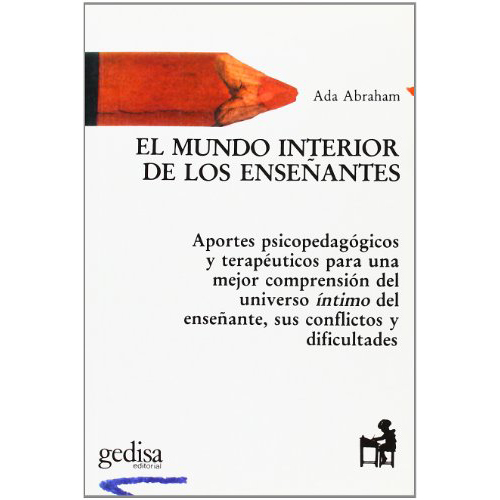 Ada Abraham
EL MUNDO INTERIOR
DE LOS ENSEÑANTES
Aportes psicopedagógicos
y terapéuticos para una
mejor comprensión del
universo íntimo del
enseñante, sus conflictos y
dificultades
gedisa
editorial